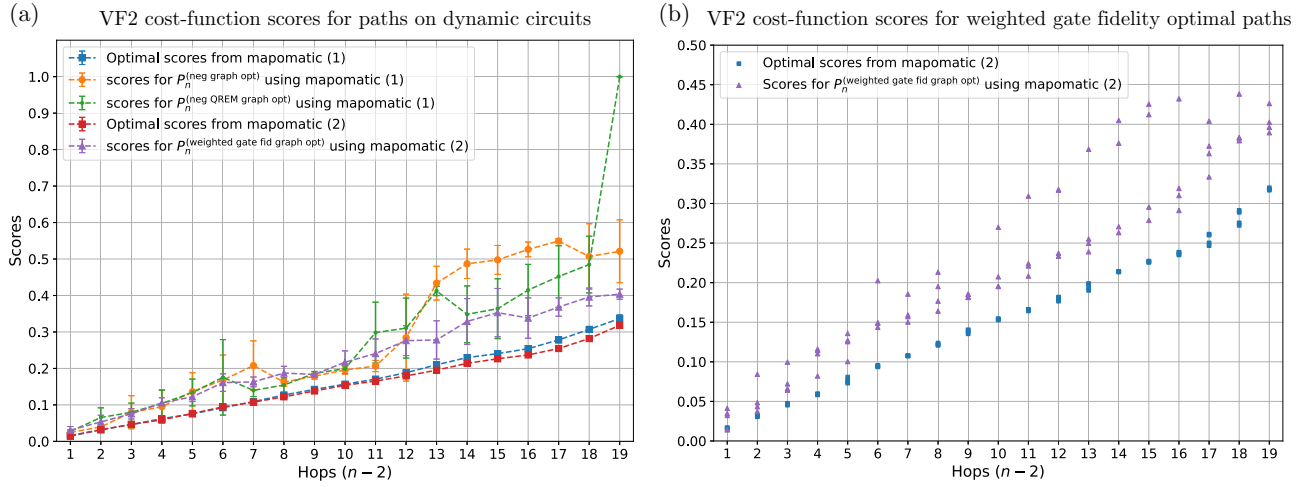 (a)
VF2 cost-function scores for paths on dynamic circuits
Optimal scores from mapomatic (1)
scores for P_n^(neg graph opt) using mapomatic (1)
scores for P_n^(neg QREM graph opt) using mapomatic (1)
Optimal scores from mapomatic (2)
scores for P_n^(weighted gate fid graph opt) using mapomatic (2)
Scores
1.0
0.9
0.8
0.7
0.6
0.5
0.4
0.3
0.2
0.1
0.0
1 2 3 4 5 6 7 8 9 10 11 12 13 14 15 16 17 18 19
Hops (n − 2)
(b)
VF2 cost-function scores for weighted gate fidelity optimal paths
Optimal scores from mapomatic (2)
Scores for P_n^(weighted gate fid graph opt) using mapomatic (2)
Scores
0.50
0.45
0.40
0.35
0.30
0.25
0.20
0.15
0.10
0.05
0.00
1 2 3 4 5 6 7 8 9 10 11 12 13 14 15 16 17 18 19
Hops (n − 2)